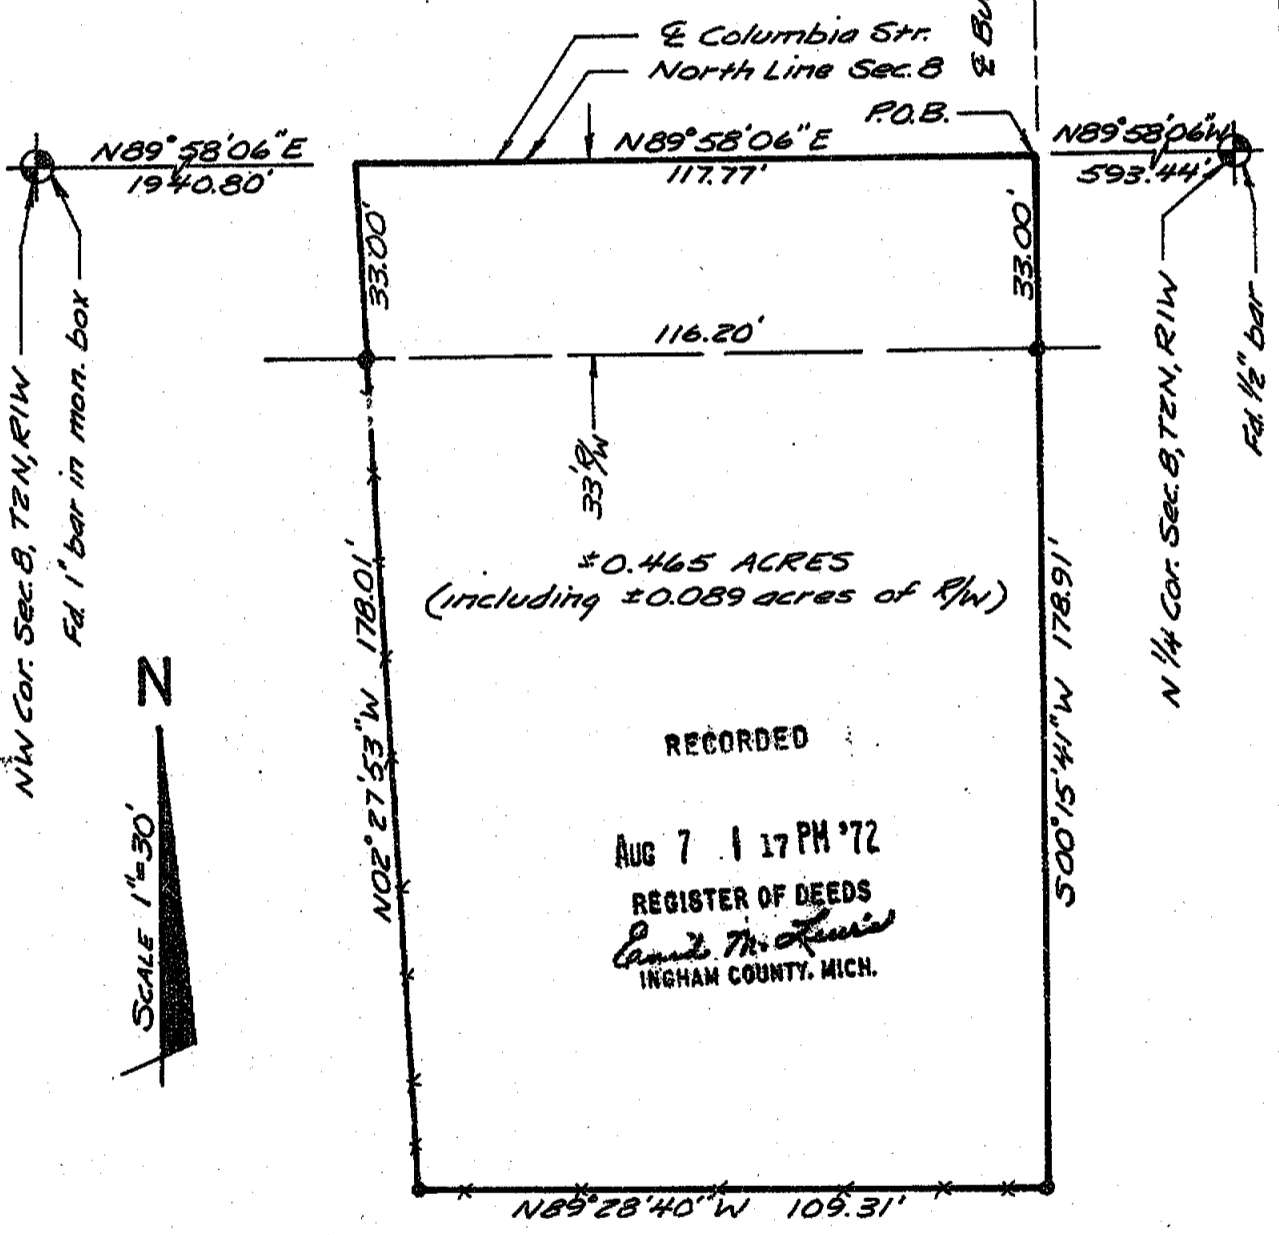 ℄ Columbia Str.
North Line Sec. 8
℄
P.O.B.
N89°58'06"E
1940.80'
N89°58'06"E
117.77'
N89°58'06"W
593.44'
33.00'
33.00'
116.20'
33' R/W
NW Cor. Sec. 8, T2N, R1W
Fd. 1" bar in mon. box
N 1/4 Cor. Sec. 8, T2N, R1W
Fd. 1/2" bar
±0.465 ACRES
(including ±0.089 acres of R/W)
N02°27'53"W 178.01'
S00°15'41"W 178.91'
N
SCALE 1"=30'
RECORDED
AUG 7 1 17 PM '72
REGISTER OF DEEDS
INGHAM COUNTY, MICH.
N89°28'40"W 109.31'